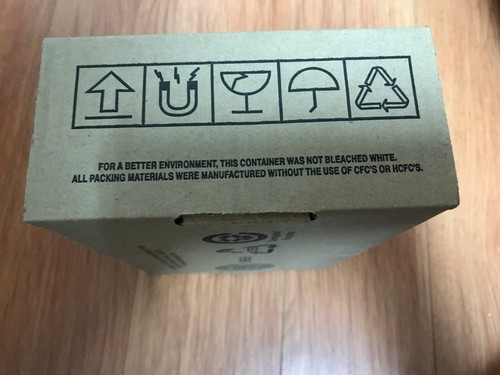 FOR A BETTER ENVIRONMENT, THIS CONTAINER WAS NOT BLEACHED WHITE.
ALL PACKING MATERIALS WERE MANUFACTURED WITHOUT THE USE OF CFC'S OR HCFC'S.